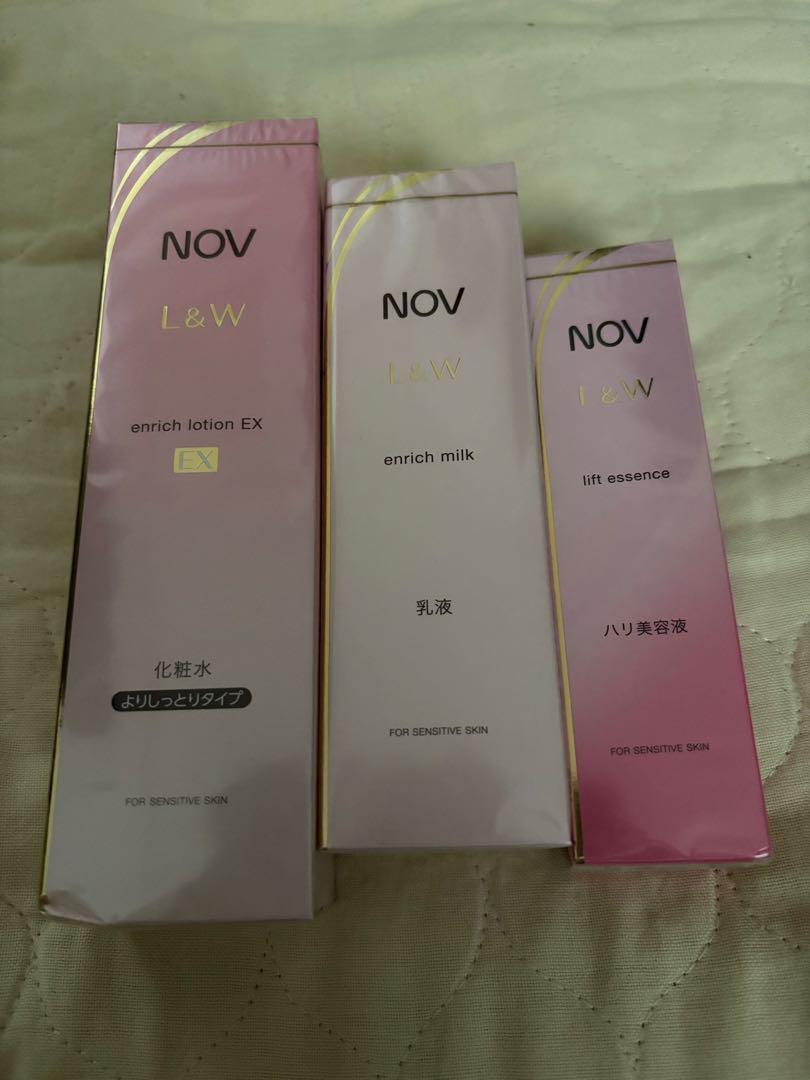 NOV
L&W
enrich lotion EX
EX
化粧水
よりしっとりタイプ
FOR SENSITIVE SKIN
NOV
L&W
enrich milk
乳液
FOR SENSITIVE SKIN
NOV
L&W
lift essence
ハリ美容液
FOR SENSITIVE SKIN